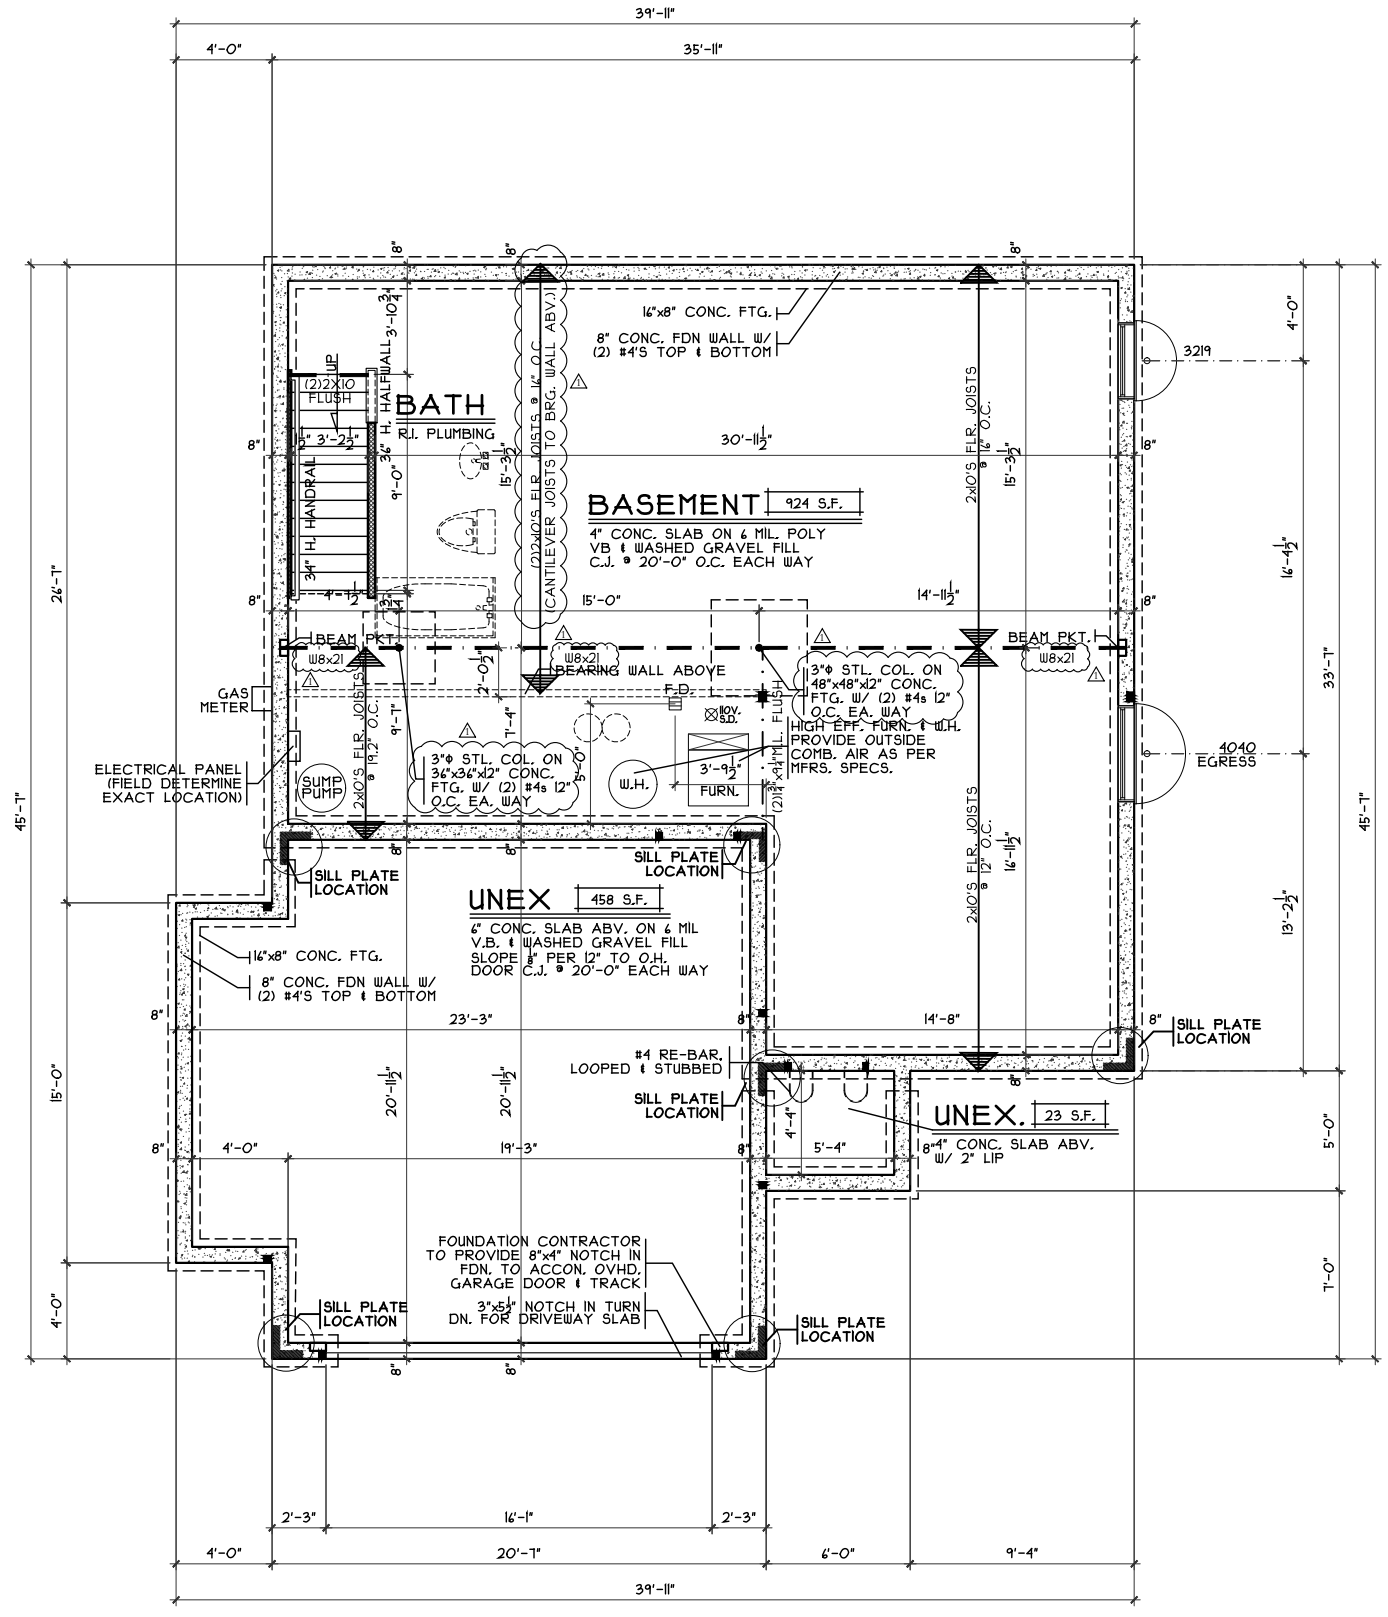 39'-11"
4'-0"
35'-11"
8"
8"
8"
16"x8" CONC. FTG.
8" CONC. FDN WALL W/
(2) #4'S TOP & BOTTOM
4'-0"
3219
3'-10 3/4"
UP
(2)2X10
FLUSH
36" H. HALFWALL
BATH
R.I. PLUMBING
8"
1/2"
3'-2 1/2"
34" H. HANDRAIL
9'-0"
15'-3 1/2"
(2)2x10'S FLR. JOISTS @ 16" O.C.
(CANTILEVER JOISTS TO BRG. WALL ABV.)
1
30'-11 1/2"
2x10'S FLR. JOISTS
@ 16" O.C.
15'-3 1/2"
8"
BASEMENT
924 S.F.
4" CONC. SLAB ON 6 MIL. POLY
VB & WASHED GRAVEL FILL
C.J. @ 20'-0" O.C. EACH WAY
16'-4 1/2"
26'-7"
8"
4'-1 1/2"
15'-0"
14'-11 1/2"
8"
BEAM PKT.
W8x21
1
1
W8x21
1
BEAM PKT.
W8x21
1
2'-0 1/2"
BEARING WALL ABOVE
F.D.
110V.
S.D.
33'-7"
GAS
METER
3"ϕ STL. COL. ON
48"x48"x12" CONC.
FTG. W/ (2) #4s 12"
O.C. EA. WAY
HIGH EFF. FURN. & W.H.
PROVIDE OUTSIDE
COMB. AIR AS PER
MFRS. SPECS.
2x10'S FLR. JOISTS
@ 19.2" O.C.
9'-7"
7'-4"
5'-0"
1
3"ϕ STL. COL. ON
36"x36"x12" CONC.
FTG. W/ (2) #4s 12"
O.C. EA. WAY
4040
EGRESS
ELECTRICAL PANEL
(FIELD DETERMINE
EXACT LOCATION)
SUMP
PUMP
W.H.
3'-9 1/2"
FURN.
45'-7"
45'-7"
2x10'S FLR. JOISTS
@ 12" O.C.
16'-11 1/2"
8"
8"
SILL PLATE
LOCATION
SILL PLATE
LOCATION
UNEX
458 S.F.
6" CONC. SLAB ABV. ON 6 MIL
V.B. & WASHED GRAVEL FILL
SLOPE 1/8" PER 12" TO O.H.
DOOR C.J. @ 20'-0" EACH WAY
13'-2 1/2"
16"x8" CONC. FTG.
8" CONC. FDN WALL W/
(2) #4'S TOP & BOTTOM
8"
23'-3"
8"
14'-8"
8"
SILL PLATE
LOCATION
#4 RE-BAR.
LOOPED & STUBBED
15'-0"
20'-11 1/2"
20'-11 1/2"
SILL PLATE
LOCATION
8"
4'-4"
UNEX.
23 S.F.
4" CONC. SLAB ABV.
W/ 2" LIP
5'-0"
8"
4'-0"
19'-3"
8"
5'-4"
8"
FOUNDATION CONTRACTOR
TO PROVIDE 8"x4" NOTCH IN
FDN. TO ACCON. OVHD.
GARAGE DOOR & TRACK
3"x5 1/2" NOTCH IN TURN
DN. FOR DRIVEWAY SLAB
SILL PLATE
LOCATION
SILL PLATE
LOCATION
4'-0"
7'-0"
8"
8"
2'-3"
16'-1"
2'-3"
4'-0"
20'-7"
6'-0"
9'-4"
39'-11"